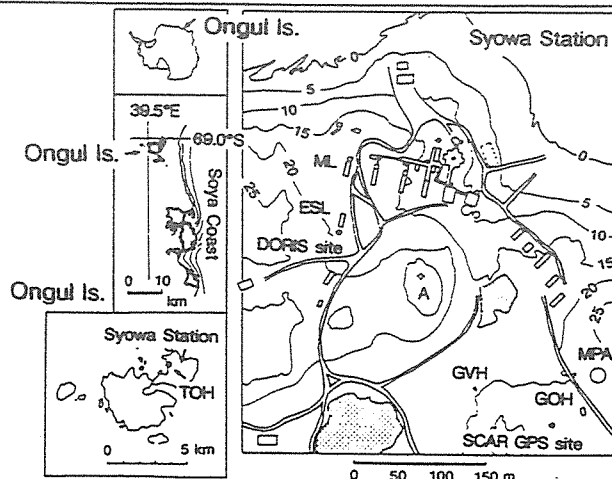 Ongul Is.
39.5°E
69.0°S
Ongul Is.
Soya Coast
0 10
km
Ongul Is.
Syowa Station
TOH
0 5 km
Syowa Station
0
5
10
15
20
25
ML
ESL
DORIS site
A
0
5
10
15
20
25
MPA
GVH
GOH
SCAR GPS site
0 50 100 150 m